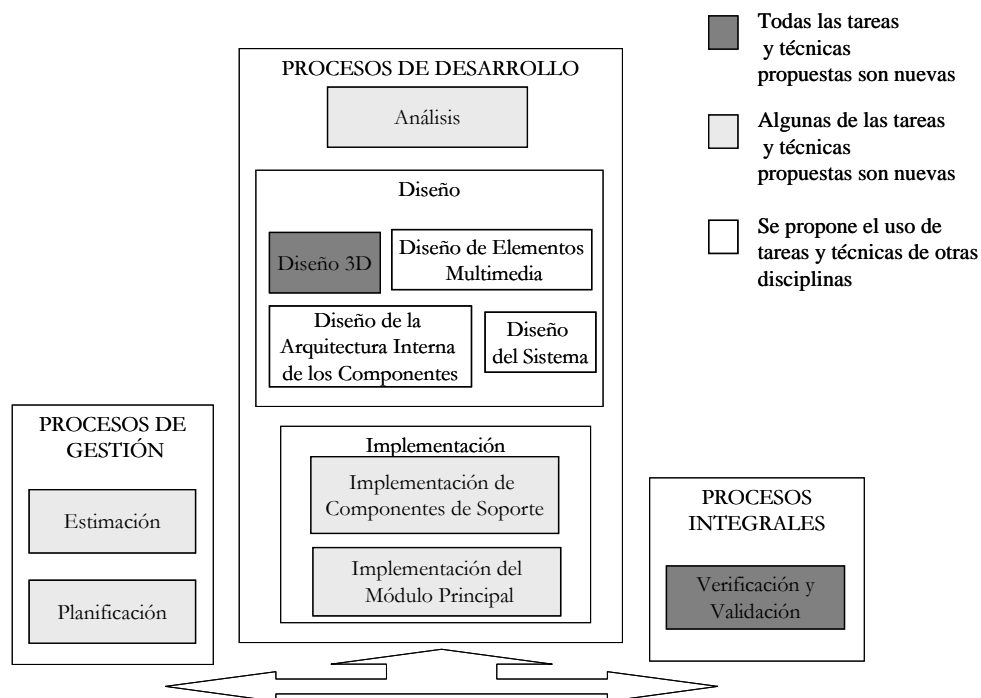 PROCESOS DE DESARROLLO
Análisis
Diseño
Diseño 3D
Diseño de Elementos
Multimedia
Diseño de la
Arquitectura Interna
de los Componentes
Diseño
del Sistema
Implementación
Implementación de
Componentes de Soporte
Implementación del
Módulo Principal
PROCESOS DE
GESTIÓN
Estimación
Planificación
PROCESOS
INTEGRALES
Verificación y
Validación
Todas las tareas
y técnicas
propuestas son nuevas
Algunas de las tareas
y técnicas
propuestas son nuevas
Se propone el uso de
tareas y técnicas de otras
disciplinas